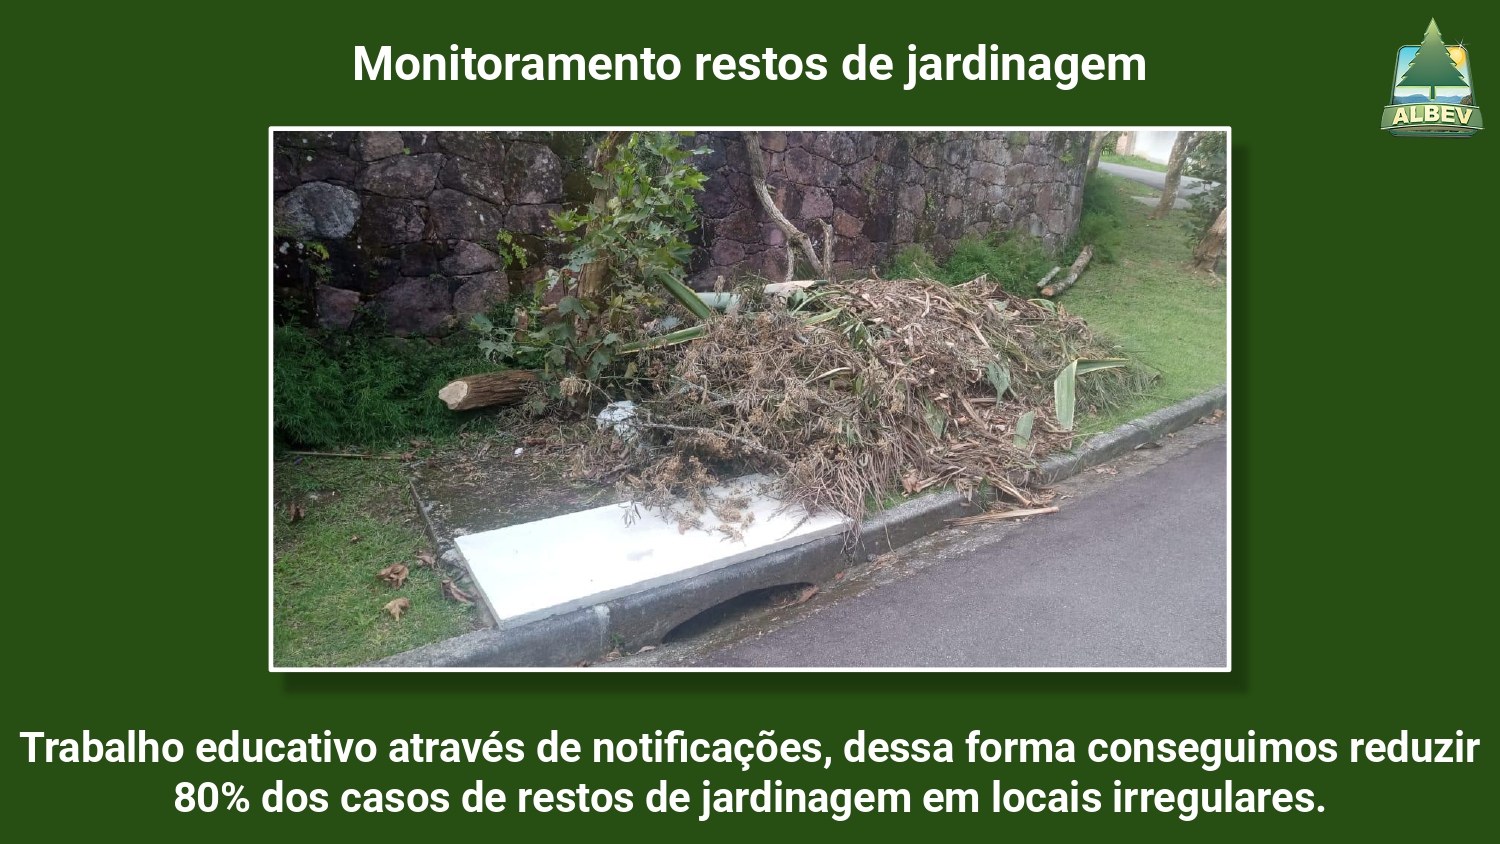 Monitoramento restos de jardinagem
ALBEV
Trabalho educativo através de notificações, dessa forma conseguimos reduzir
80% dos casos de restos de jardinagem em locais irregulares.